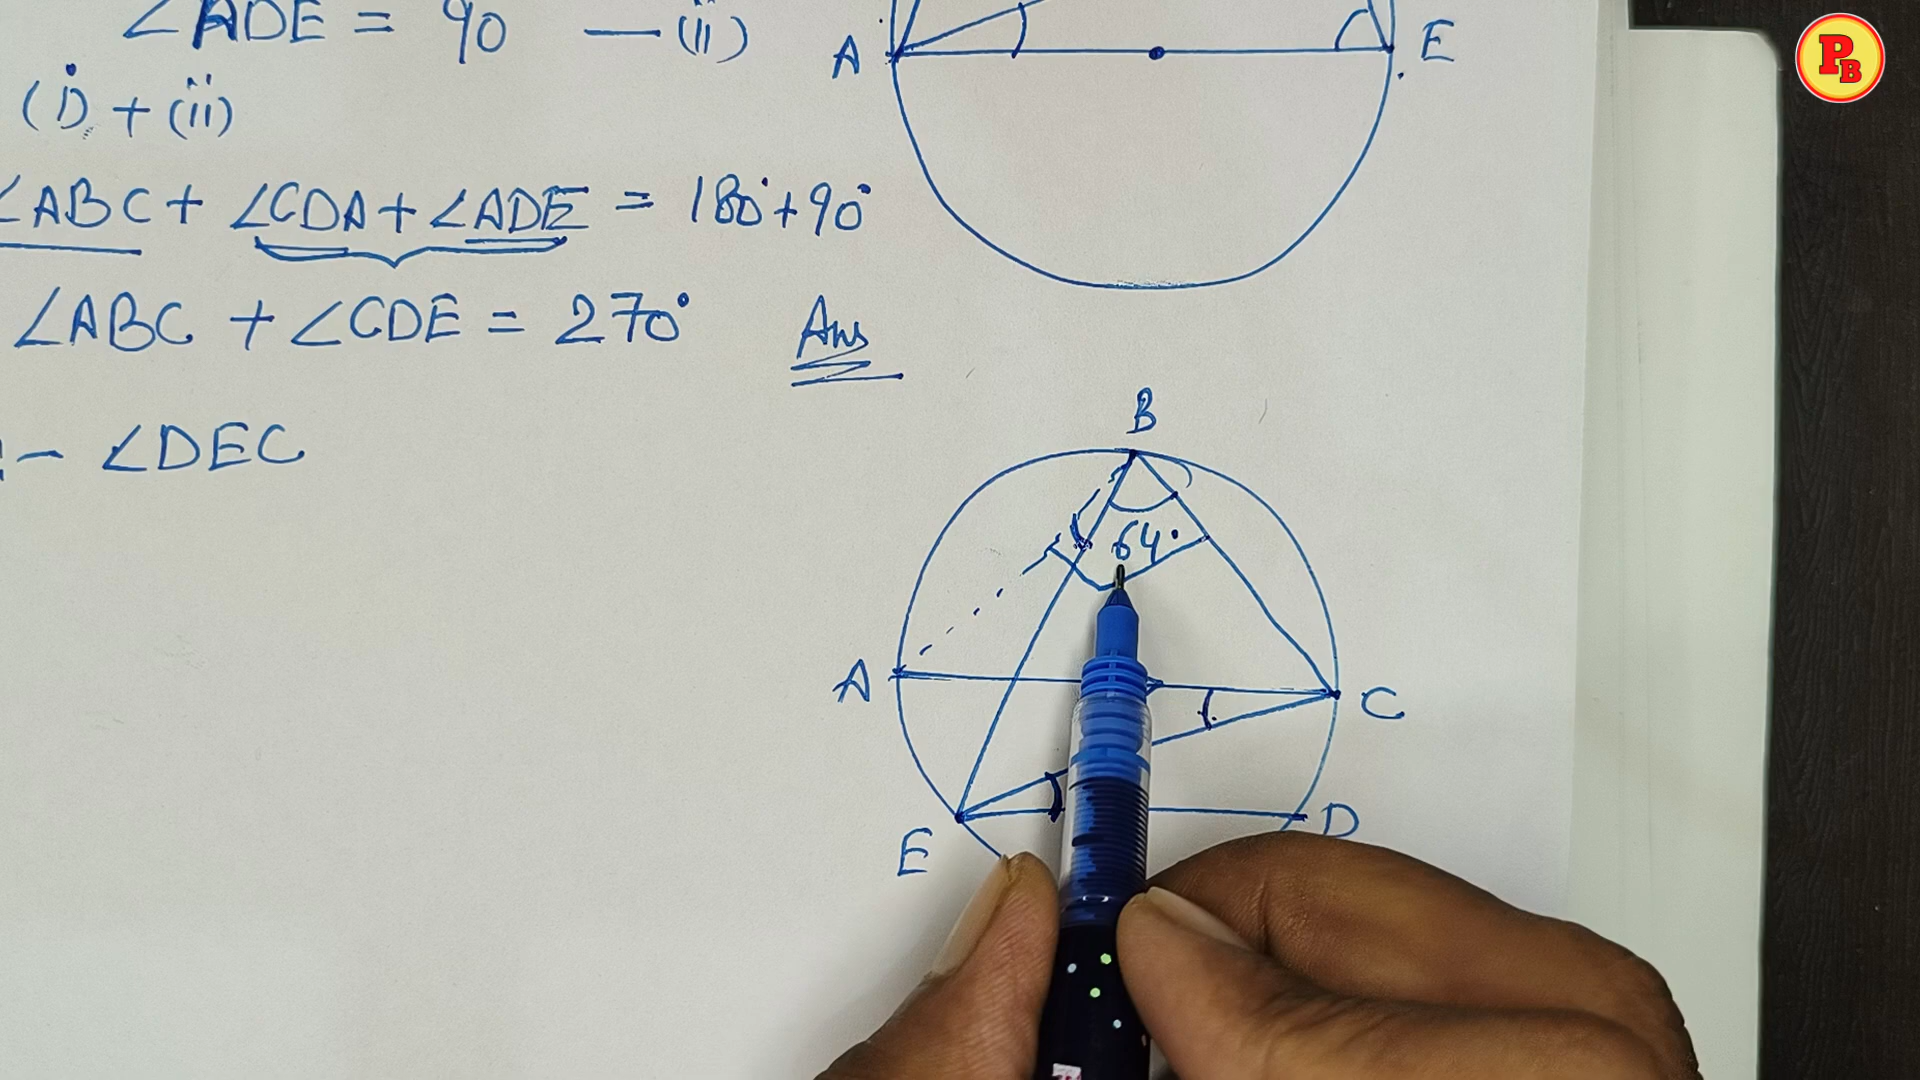 ∠ADE = 90 — (ii)
(i) + (ii)
∠ABC + ∠CDA + ∠ADE = 180° + 90°
∠ABC + ∠CDE = 270° Ans
:- ∠DEC
A E
B
64°
A C
E D
PB